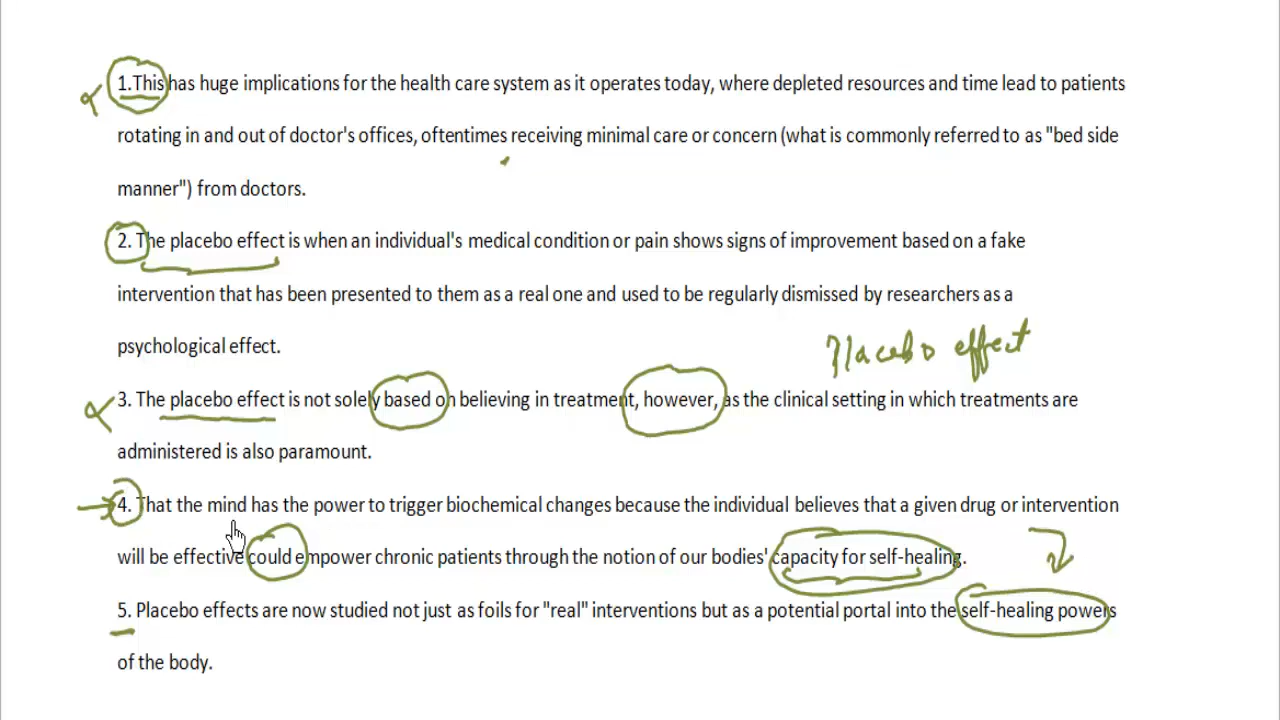 1.This has huge implications for the health care system as it operates today, where depleted resources and time lead to patients
rotating in and out of doctor's offices, oftentimes receiving minimal care or concern (what is commonly referred to as "bed side
manner") from doctors.
2. The placebo effect is when an individual's medical condition or pain shows signs of improvement based on a fake
intervention that has been presented to them as a real one and used to be regularly dismissed by researchers as a
psychological effect.
Placebo effect
3. The placebo effect is not solely based on believing in treatment, however, as the clinical setting in which treatments are
administered is also paramount.
4. That the mind has the power to trigger biochemical changes because the individual believes that a given drug or intervention
will be effective could empower chronic patients through the notion of our bodies' capacity for self-healing.
5. Placebo effects are now studied not just as foils for "real" interventions but as a potential portal into the self-healing powers
of the body.